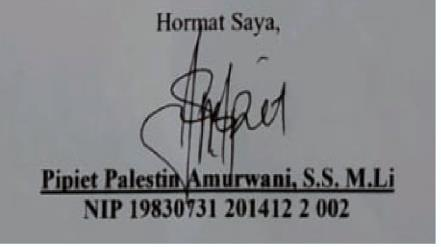 Hormat Saya,
Pipiet Palestin Amurwani, S.S. M.Li
NIP 19830731 201412 2 002